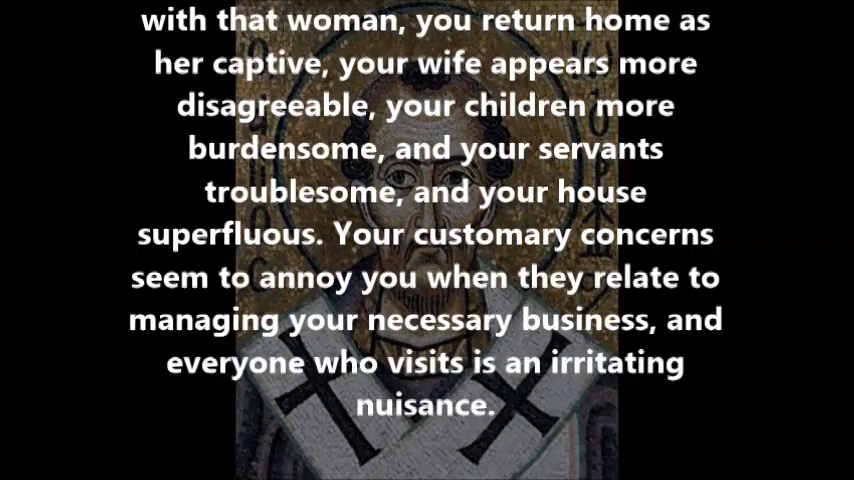 with that woman, you return home as
her captive, your wife appears more
disagreeable, your children more
burdensome, and your servants
troublesome, and your house
superfluous. Your customary concerns
seem to annoy you when they relate to
managing your necessary business, and
everyone who visits is an irritating
nuisance.